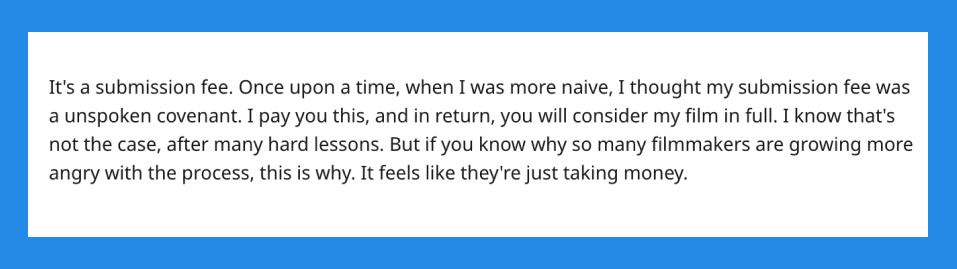 It's a submission fee. Once upon a time, when I was more naive, I thought my submission fee was
a unspoken covenant. I pay you this, and in return, you will consider my film in full. I know that's
not the case, after many hard lessons. But if you know why so many filmmakers are growing more
angry with the process, this is why. It feels like they're just taking money.